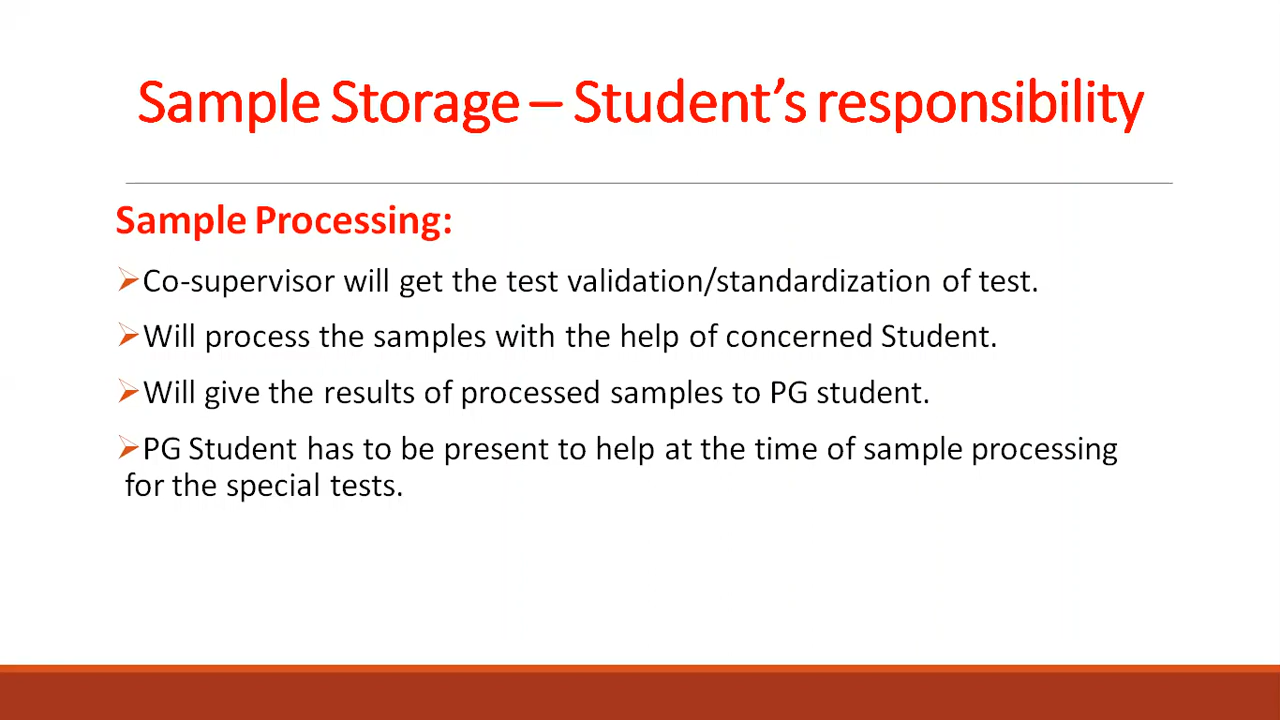 Sample Storage – Student’s responsibility
Sample Processing:
➢Co-supervisor will get the test validation/standardization of test.
➢Will process the samples with the help of concerned Student.
➢Will give the results of processed samples to PG student.
➢PG Student has to be present to help at the time of sample processing
for the special tests.